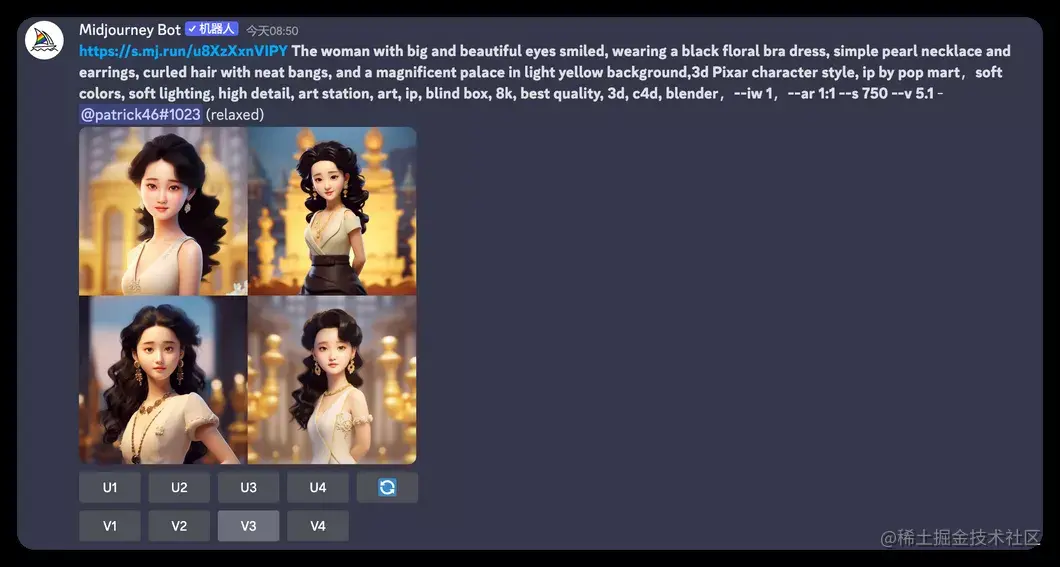 Midjourney Bot ✓机器人 今天08:50
https://s.mj.run/u8XzXxnVIPY The woman with big and beautiful eyes smiled, wearing a black floral bra dress, simple pearl necklace and
earrings, curled hair with neat bangs, and a magnificent palace in light yellow background,3d Pixar character style, ip by pop mart，soft
colors, soft lighting, high detail, art station, art, ip, blind box, 8k, best quality, 3d, c4d, blender，--iw 1，--ar 1:1 --s 750 --v 5.1 -
@patrick46#1023 (relaxed)
U1 U2 U3 U4
V1 V2 V3 V4
@稀土掘金技术社区